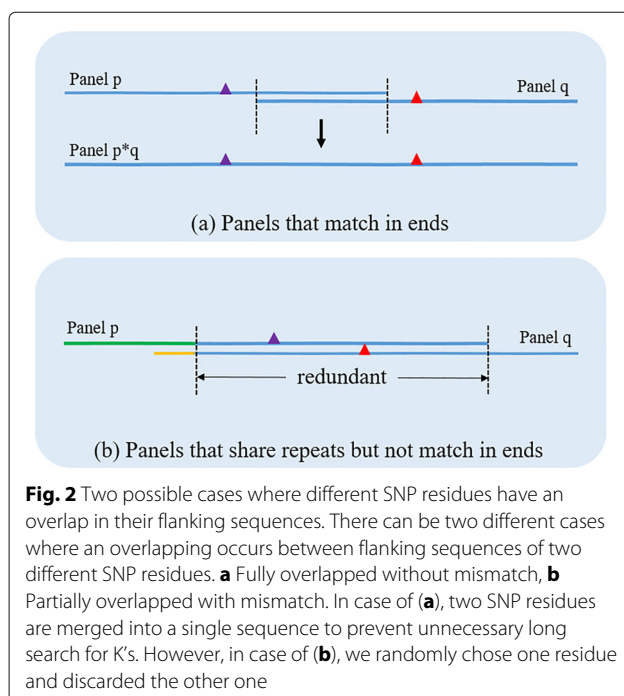 Panel p
Panel q
Panel p*q
(a) Panels that match in ends
Panel p
Panel q
redundant
(b) Panels that share repeats but not match in ends
Fig. 2 Two possible cases where different SNP residues have an
overlap in their flanking sequences. There can be two different cases
where an overlapping occurs between flanking sequences of two
different SNP residues. a Fully overlapped without mismatch, b
Partially overlapped with mismatch. In case of (a), two SNP residues
are merged into a single sequence to prevent unnecessary long
search for K's. However, in case of (b), we randomly chose one residue
and discarded the other one